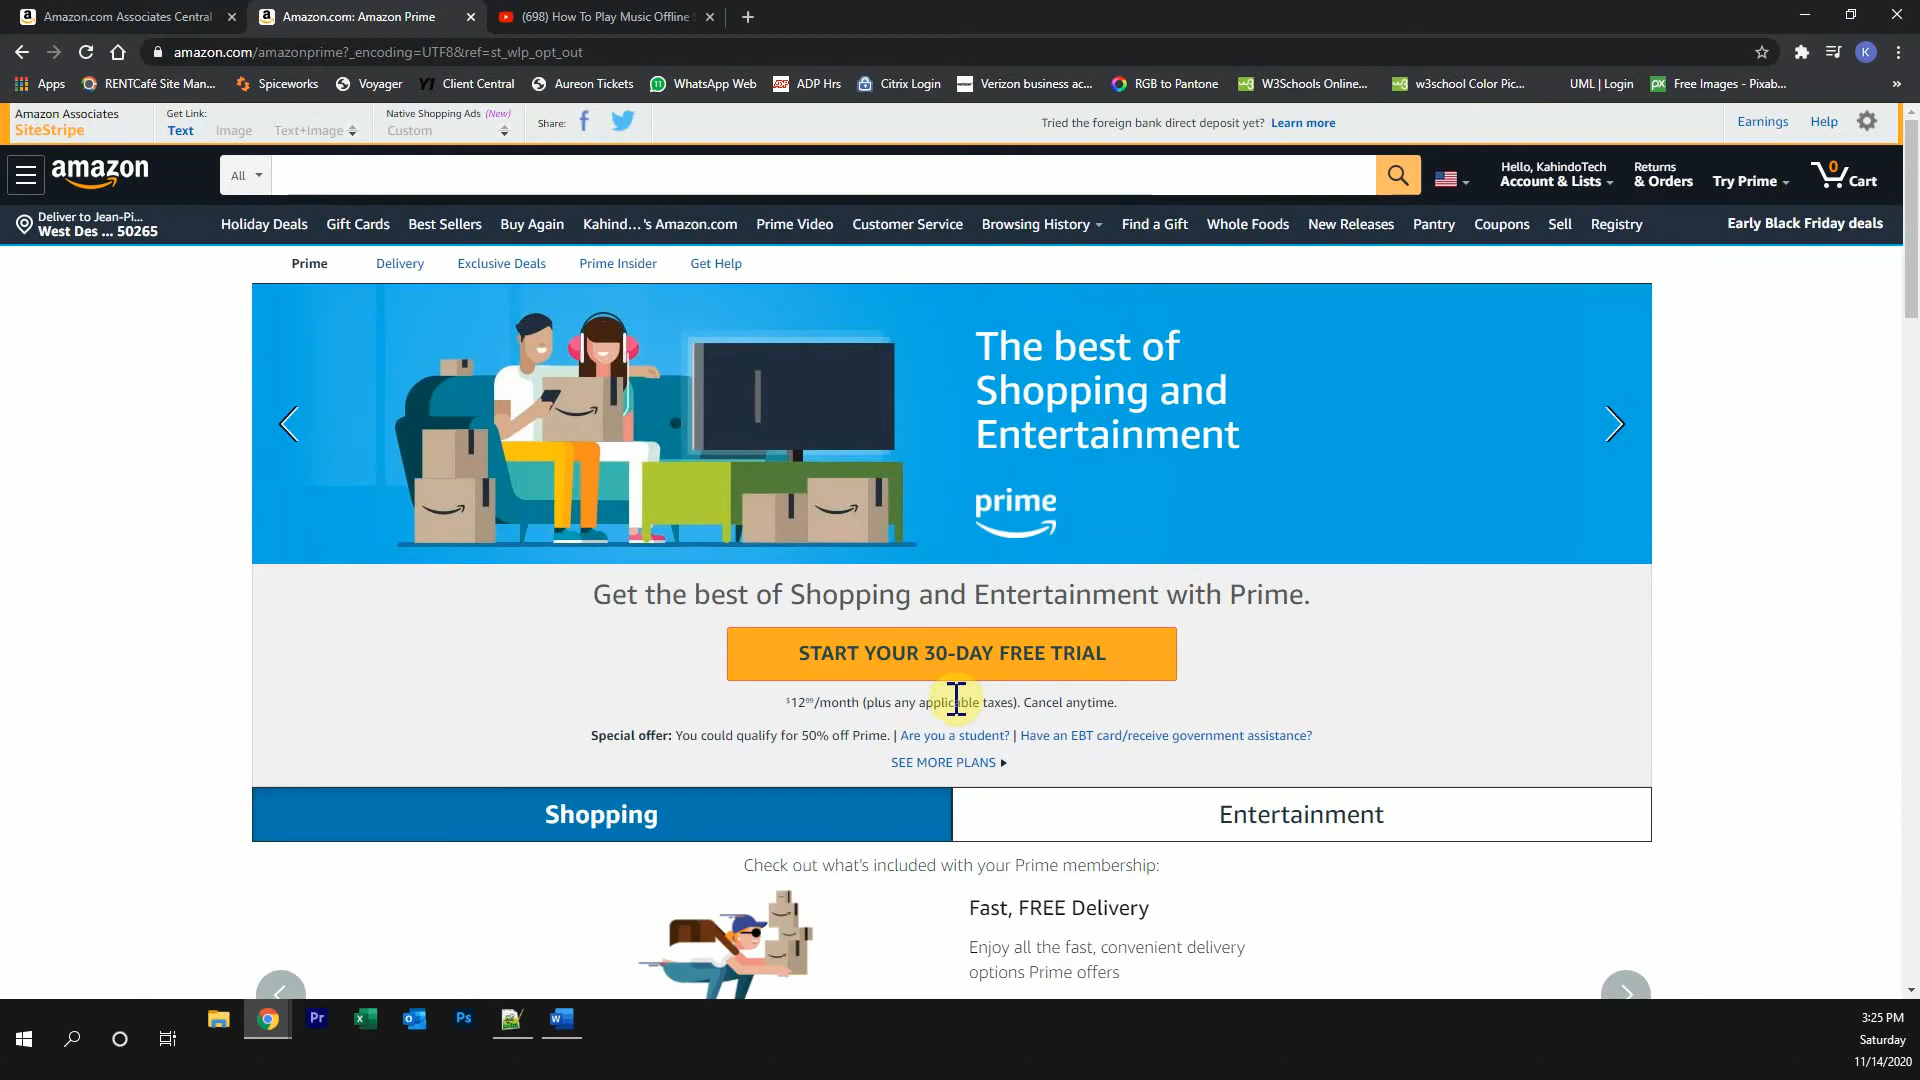 Amazon.com Associates Central
Amazon.com: Amazon Prime
(698) How To Play Music Offline
amazon.com/amazonprime?_encoding=UTF8&ref=st_wlp_opt_out
K
Apps
RENTCafé Site Man...
Spiceworks
Voyager
Client Central
Aureon Tickets
WhatsApp Web
ADP Hrs
Citrix Login
Verizon business ac...
RGB to Pantone
W3Schools Online...
w3school Color Pic...
UML | Login
Free Images - Pixab...
Amazon Associates
SiteStripe
Get Link:
Text Image Text+Image
Native Shopping Ads (New)
Custom
Share:
Tried the foreign bank direct deposit yet? Learn more
Earnings Help
amazon
All
Hello, KahindoTech
Account & Lists
Returns
& Orders
Try Prime
0
Cart
Deliver to Jean-Pi...
West Des ... 50265
Holiday Deals Gift Cards Best Sellers Buy Again Kahind...'s Amazon.com Prime Video Customer Service Browsing History Find a Gift Whole Foods New Releases Pantry Coupons Sell Registry
Early Black Friday deals
Prime Delivery Exclusive Deals Prime Insider Get Help
The best of
Shopping and
Entertainment
prime
Get the best of Shopping and Entertainment with Prime.
START YOUR 30-DAY FREE TRIAL
$12.99/month (plus any applicable taxes). Cancel anytime.
Special offer: You could qualify for 50% off Prime. | Are you a student? | Have an EBT card/receive government assistance?
SEE MORE PLANS
Shopping
Entertainment
Check out what's included with your Prime membership:
Fast, FREE Delivery
Enjoy all the fast, convenient delivery
options Prime offers
Pr
Ps
3:25 PM
Saturday
11/14/2020